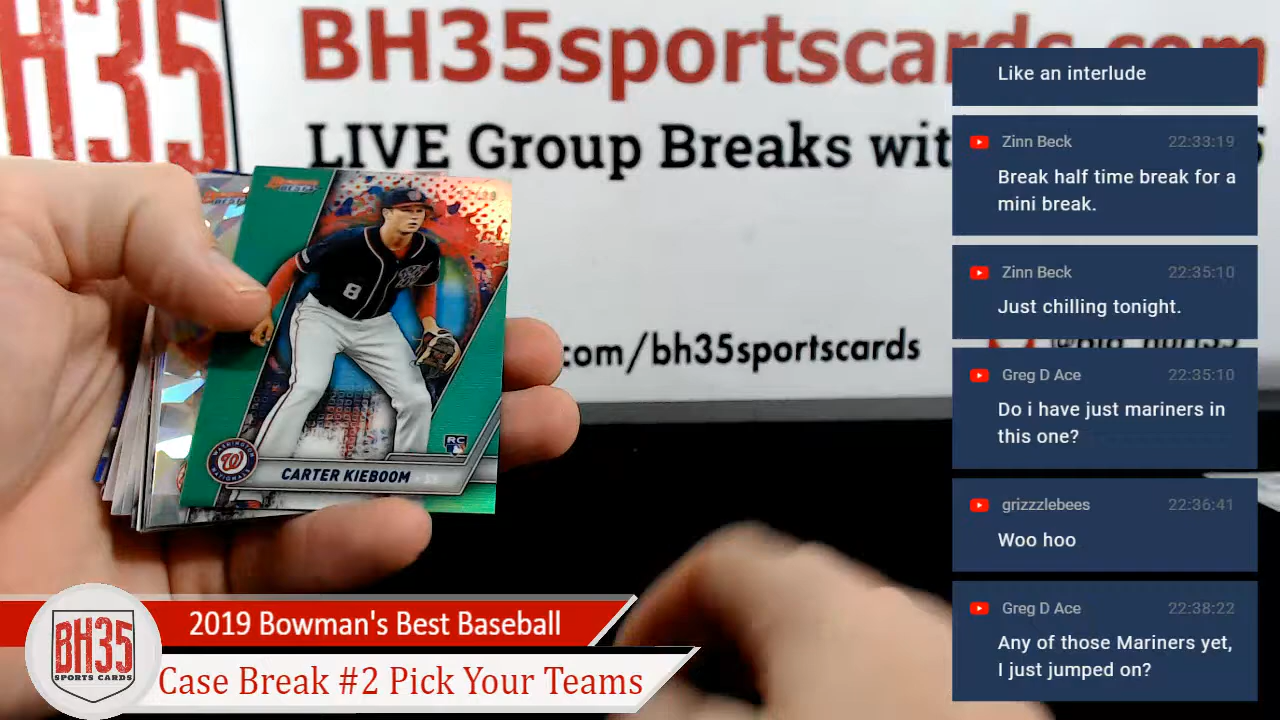 BH35
BH35sportscards.com
LIVE Group Breaks wit
.com/bh35sportscards
Bowman's
BEST
8
WASHINGTON
NATIONALS
W
CARTER KIEBOOM
RC
Like an interlude
Zinn Beck 22:33:19
Break half time break for a
mini break.
Zinn Beck 22:35:10
Just chilling tonight.
Greg D Ace 22:35:10
Do i have just mariners in
this one?
grizzzlebees 22:36:41
Woo hoo
Greg D Ace 22:38:22
Any of those Mariners yet,
I just jumped on?
BH35
SPORTS CARDS
2019 Bowman's Best Baseball
Case Break #2 Pick Your Teams